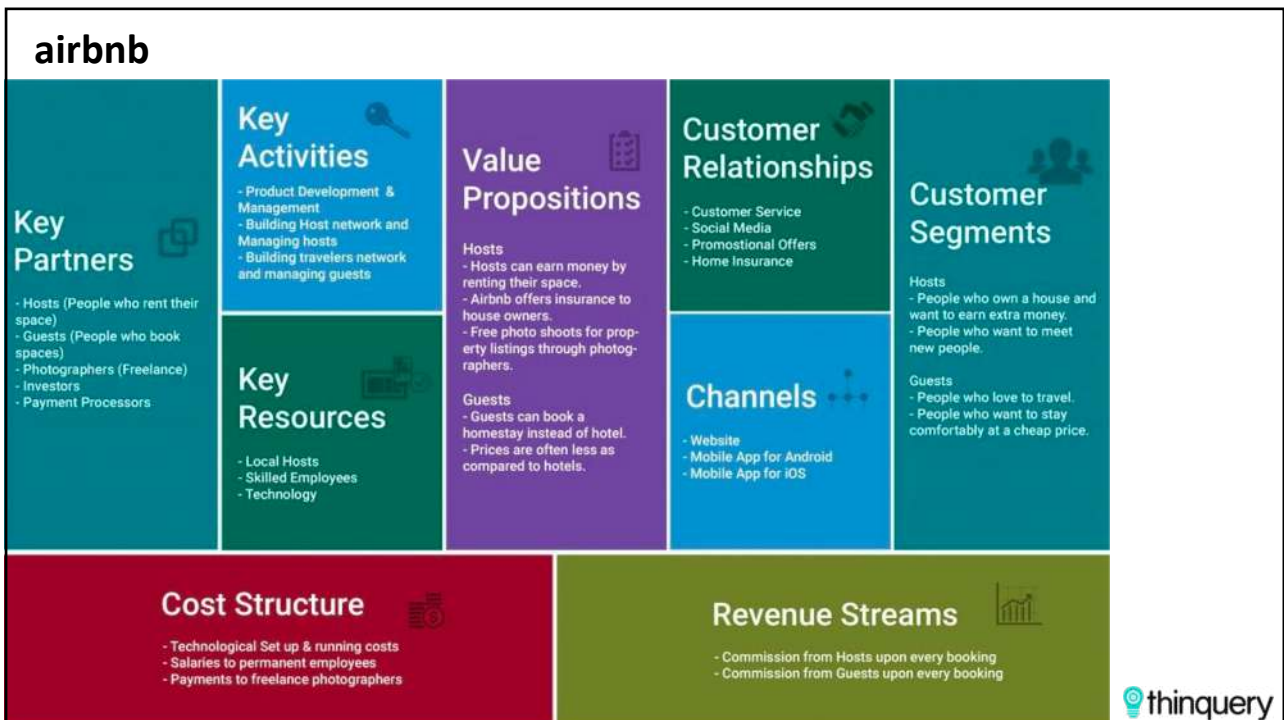 airbnb
Key
Partners
- Hosts (People who rent their
space)
- Guests (People who book
spaces)
- Photographers (Freelance)
- Investors
- Payment Processors
Key
Activities
- Product Development &
Management
- Building Host network and
Managing hosts
- Building travelers network
and managing guests
Key
Resources
- Local Hosts
- Skilled Employees
- Technology
Value
Propositions
Hosts
- Hosts can earn money by
renting their space.
- Airbnb offers insurance to
house owners.
- Free photo shoots for prop-
erty listings through photog-
raphers.
Guests
- Guests can book a
homestay instead of hotel.
- Prices are often less as
compared to hotels.
Customer
Relationships
- Customer Service
- Social Media
- Promostional Offers
- Home Insurance
Channels
- Website
- Mobile App for Android
- Mobile App for iOS
Customer
Segments
Hosts
- People who own a house and
want to earn extra money.
- People who want to meet
new people.
Guests
- People who love to travel.
- People who want to stay
comfortably at a cheap price.
Cost Structure
- Technological Set up & running costs
- Salaries to permanent employees
- Payments to freelance photographers
Revenue Streams
- Commission from Hosts upon every booking
- Commission from Guests upon every booking
thinquery